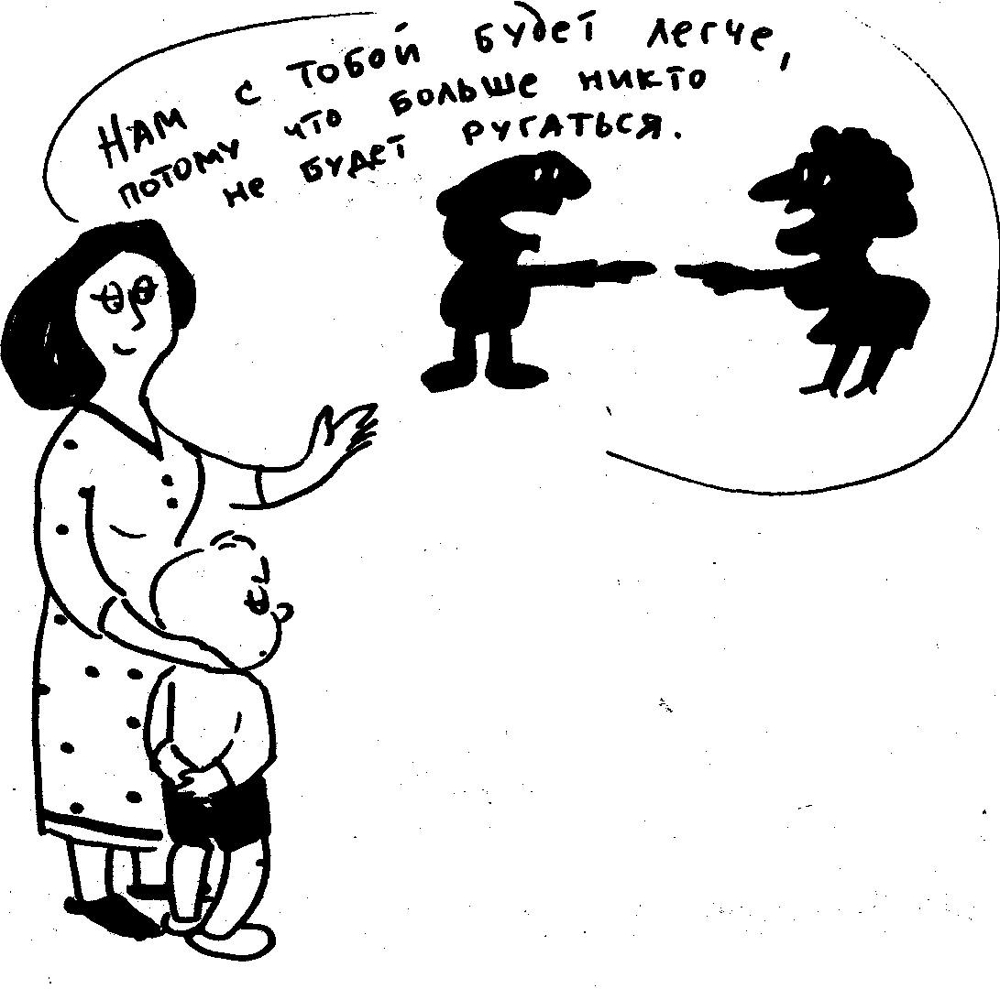 Нам с тобой будет легче,
потому что больше никто
не будет ругаться.